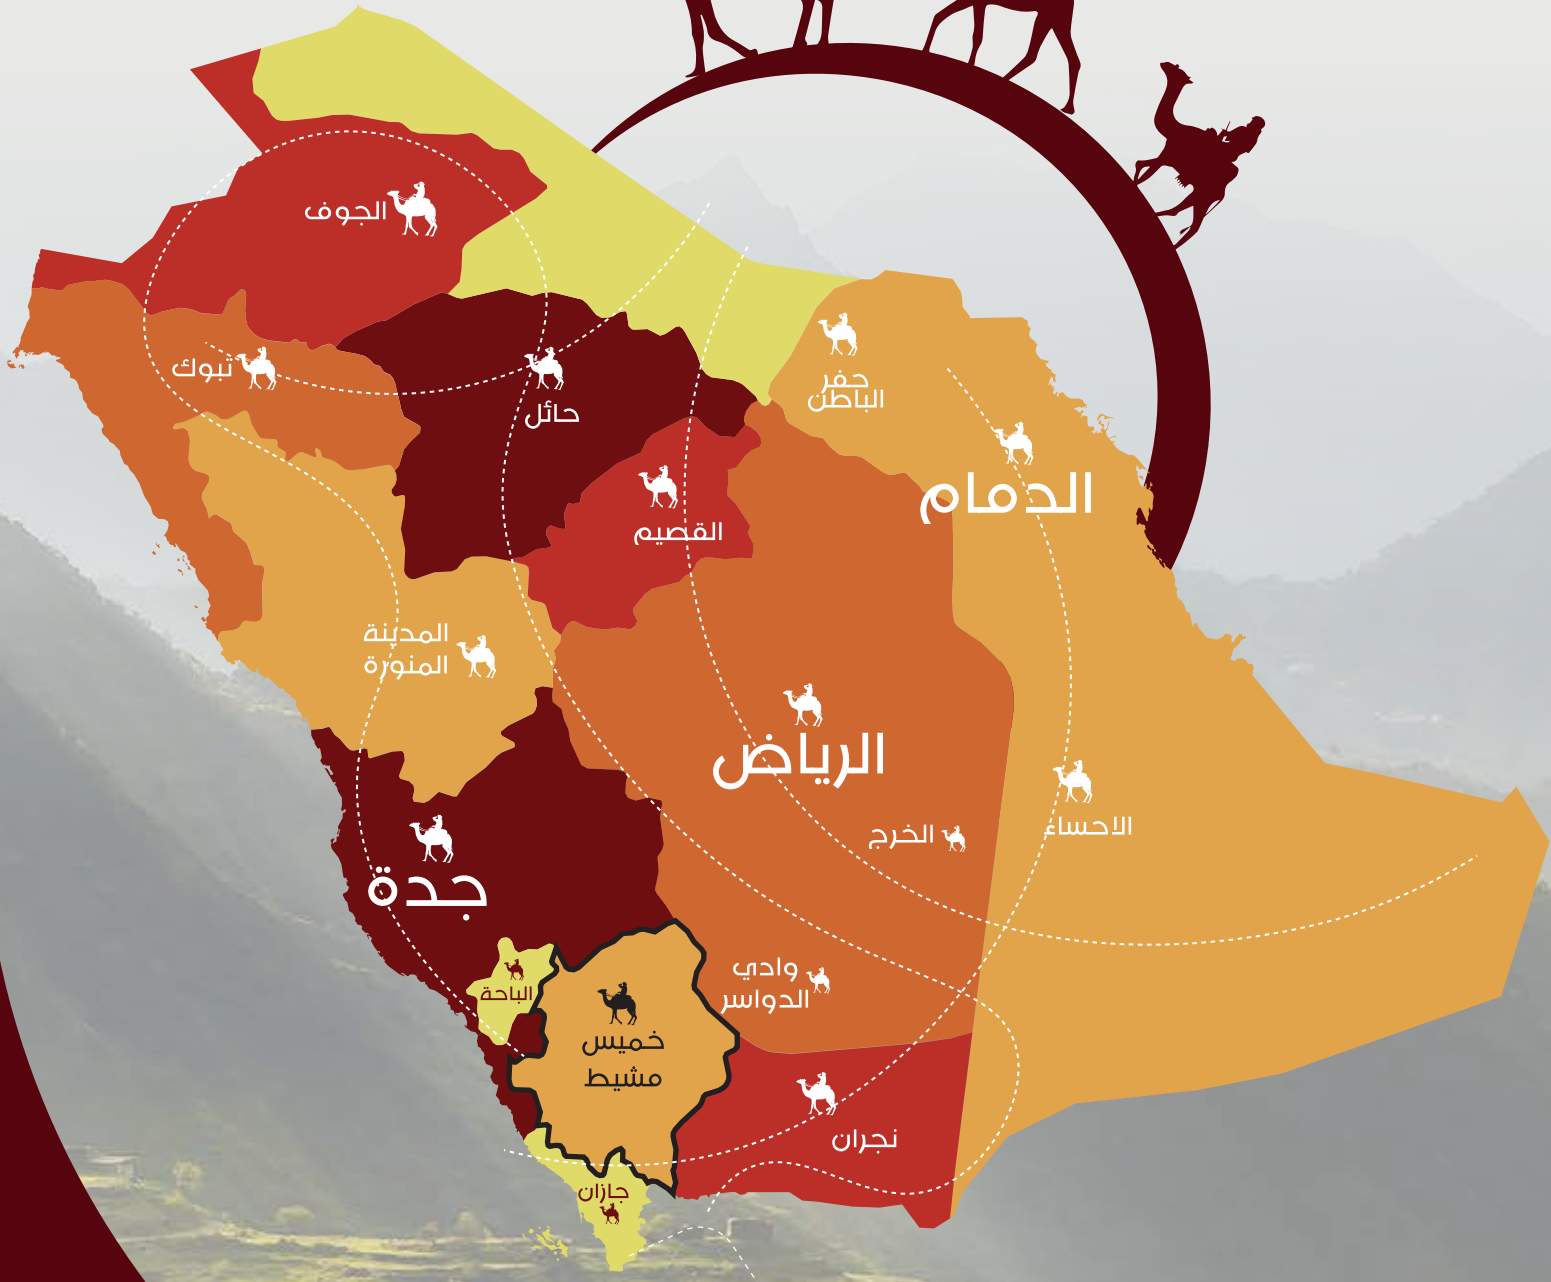 الجوف
تبوك
حائل
حفر
الباطن
الدمام
القصيم
المدينة
المنورة
الرياض
الخرج
الاحساء
جدة
وادي
الدواسر
الباحة
خميس
مشيط
نجران
جازان